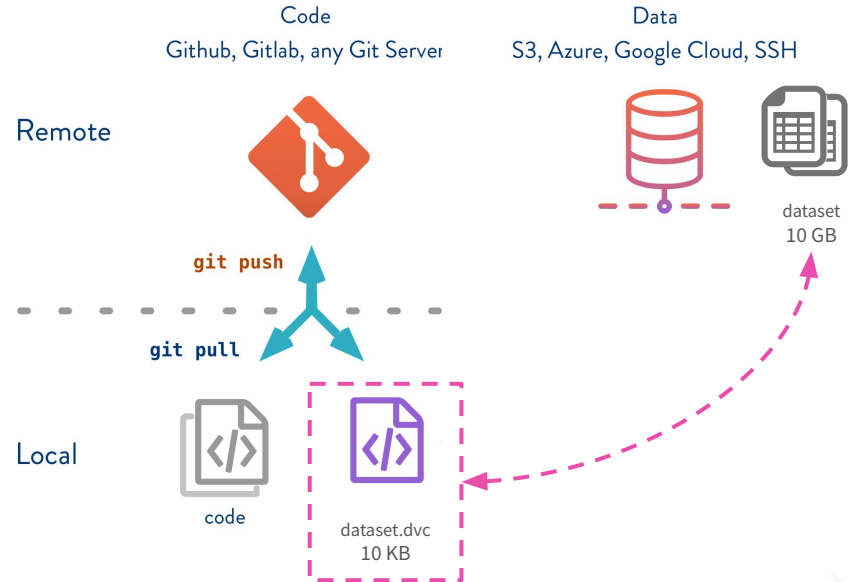 Code
Github, Gitlab, any Git Server
Data
S3, Azure, Google Cloud, SSH
Remote
dataset
10 GB
git push
git pull
Local
</>
</>
code
dataset.dvc
10 KB